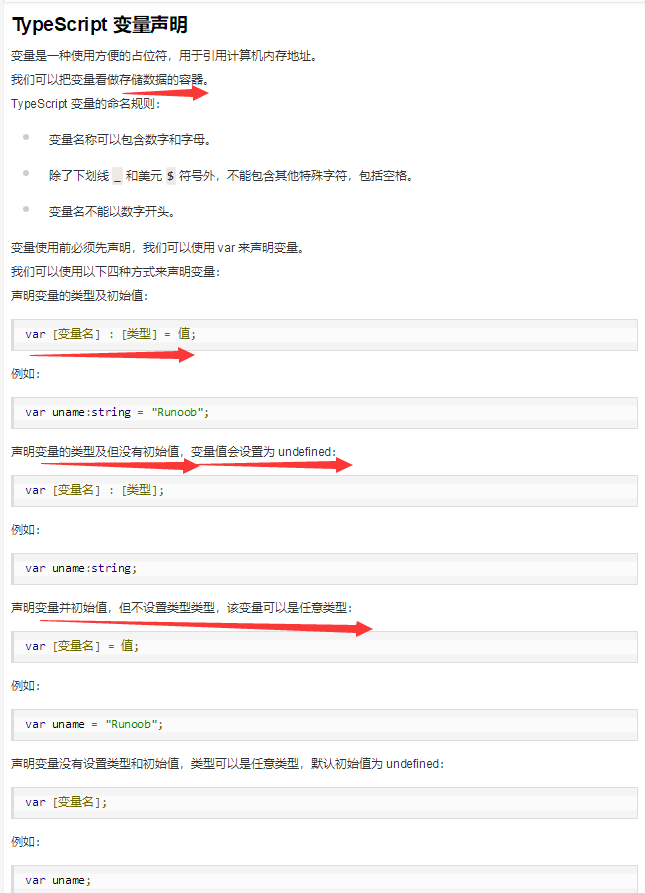 TypeScript 变量声明
变量是一种使用方便的占位符，用于引用计算机内存地址。
我们可以把变量看做存储数据的容器。
TypeScript 变量的命名规则：
变量名称可以包含数字和字母。
除了下划线 _ 和美元 $ 符号外，不能包含其他特殊字符，包括空格。
变量名不能以数字开头。
变量使用前必须先声明，我们可以使用 var 来声明变量。
我们可以使用以下四种方式来声明变量：
声明变量的类型及初始值：
var [变量名] : [类型] = 值;
例如：
var uname:string = "Runoob";
声明变量的类型及但没有初始值，变量值会设置为 undefined：
var [变量名] : [类型];
例如：
var uname:string;
声明变量并初始值，但不设置类型类型，该变量可以是任意类型：
var [变量名] = 值;
例如：
var uname = "Runoob";
声明变量没有设置类型和初始值，类型可以是任意类型，默认初始值为 undefined：
var [变量名];
例如：
var uname;